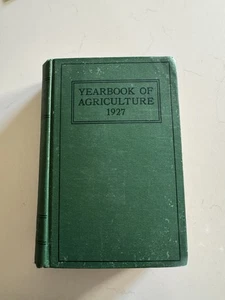 YEARBOOK OF
AGRICULTURE
1927